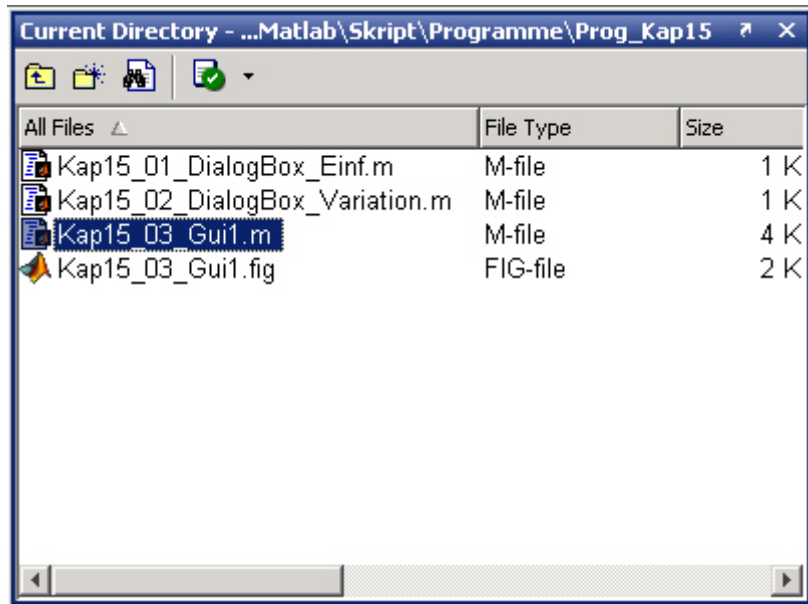 Current Directory - ...Matlab\Skript\Programme\Prog_Kap15
All Files File Type Size
Kap15_01_DialogBox_Einf.m M-file 1 K
Kap15_02_DialogBox_Variation.m M-file 1 K
Kap15_03_Gui1.m M-file 4 K
Kap15_03_Gui1.fig FIG-file 2 K